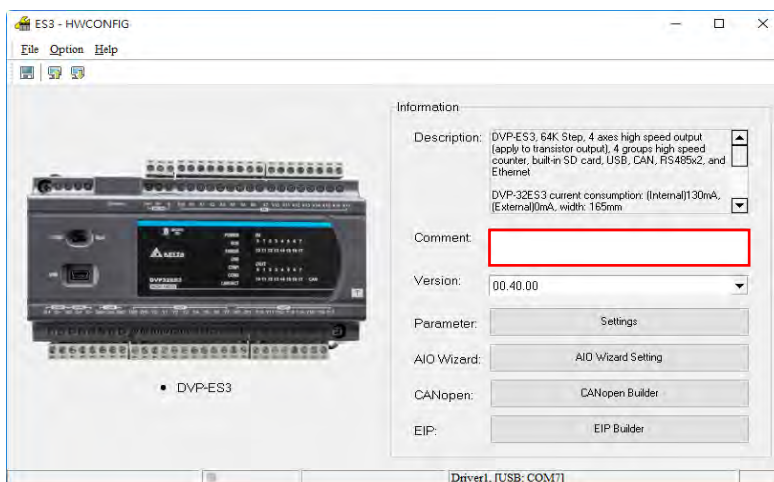 ES3 - HWCONFIG
File Option Help
Information
Description:
DVP-ES3, 64K Step, 4 axes high speed output
(apply to transistor output), 4 groups high speed
counter, built-in SD card, USB, CAN, RS485x2, and
Ethernet
DVP-32ES3 current consumption: (Internal)130mA,
(External)0mA, width: 165mm
Comment:
Version:
00.40.00
Parameter:
Settings
AIO Wizard:
AIO Wizard Setting
CANopen:
CANopen Builder
EIP:
EIP Builder
DELTA
DVP32ES3
• DVP-ES3
Driver1, [USB: COM7]